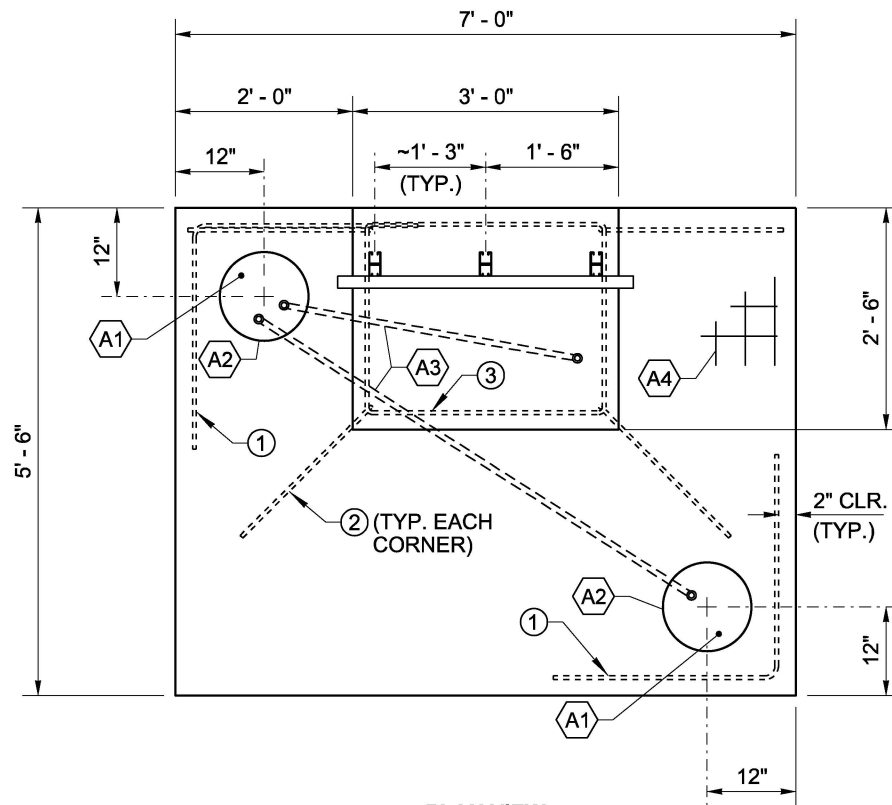 7' - 0"
2' - 0"
3' - 0"
12"
~1' - 3"
(TYP.)
1' - 6"
12"
A1
A2
A3
A4
2' - 6"
3
1
5' - 6"
2 (TYP. EACH
CORNER)
2" CLR.
(TYP.)
A2
1
12"
A1
12"